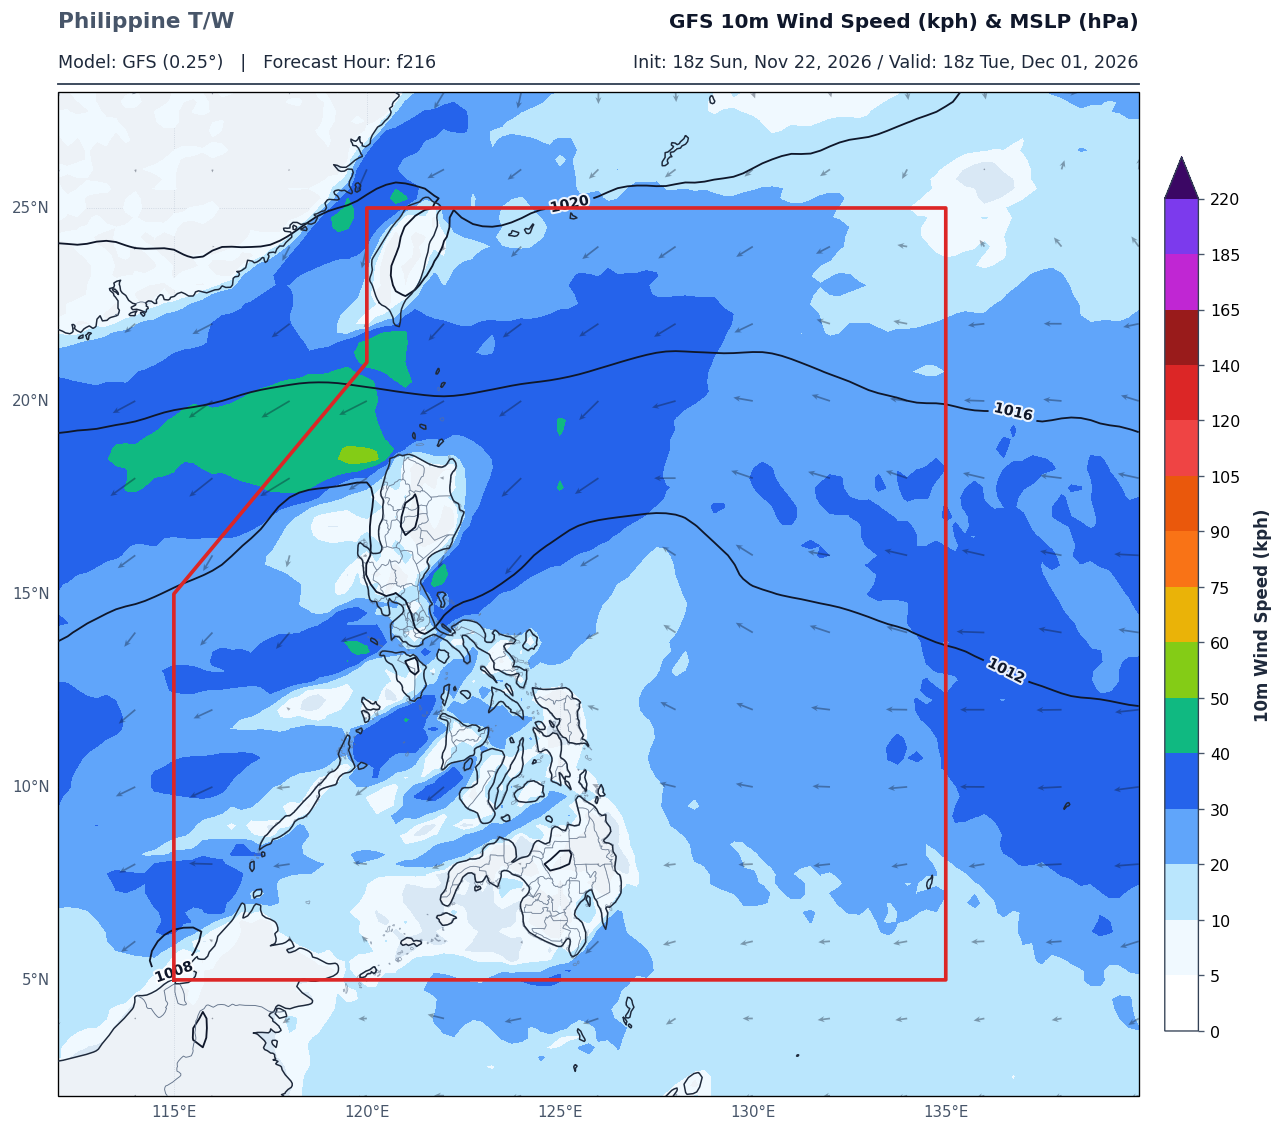 Philippine T/W
GFS 10m Wind Speed (kph) & MSLP (hPa)
Model: GFS (0.25°)   |   Forecast Hour: f216
Init: 18z Sun, Nov 22, 2026 / Valid: 18z Tue, Dec 01, 2026
25°N
20°N
15°N
10°N
5°N
115°E
120°E
125°E
130°E
135°E
1020
1016
1012
1008
220
185
165
140
120
105
90
75
60
50
40
30
20
10
5
0
10m Wind Speed (kph)